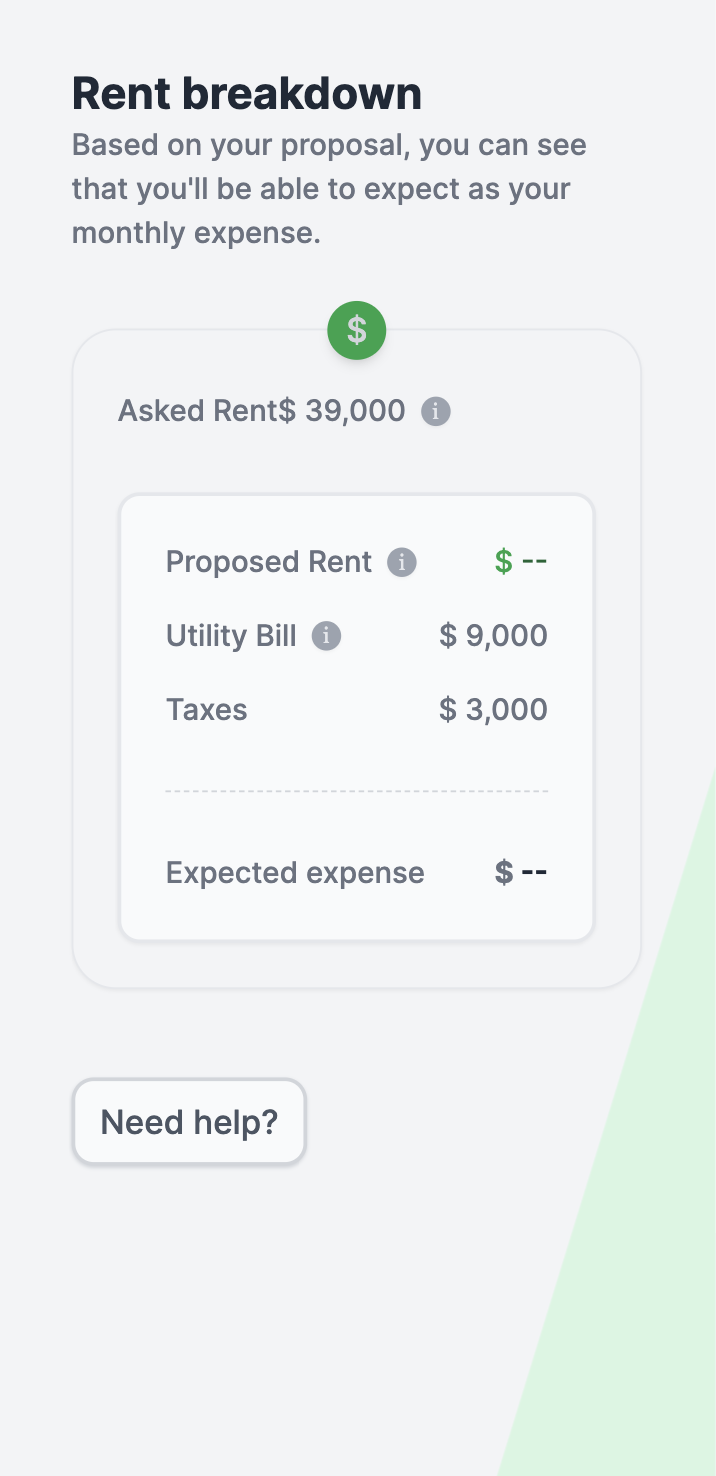 Rent breakdown
Based on your proposal, you can see
that you'll be able to expect as your
monthly expense.
$
Asked Rent$ 39,000 i
Proposed Rent i $ --
Utility Bill i $ 9,000
Taxes $ 3,000
Expected expense $ --
Need help?